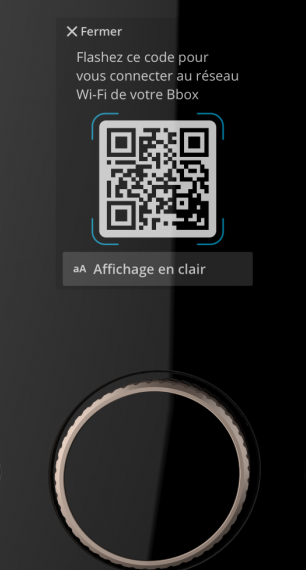 Fermer
Flashez ce code pour
vous connecter au réseau
Wi-Fi de votre Bbox
aA Affichage en clair